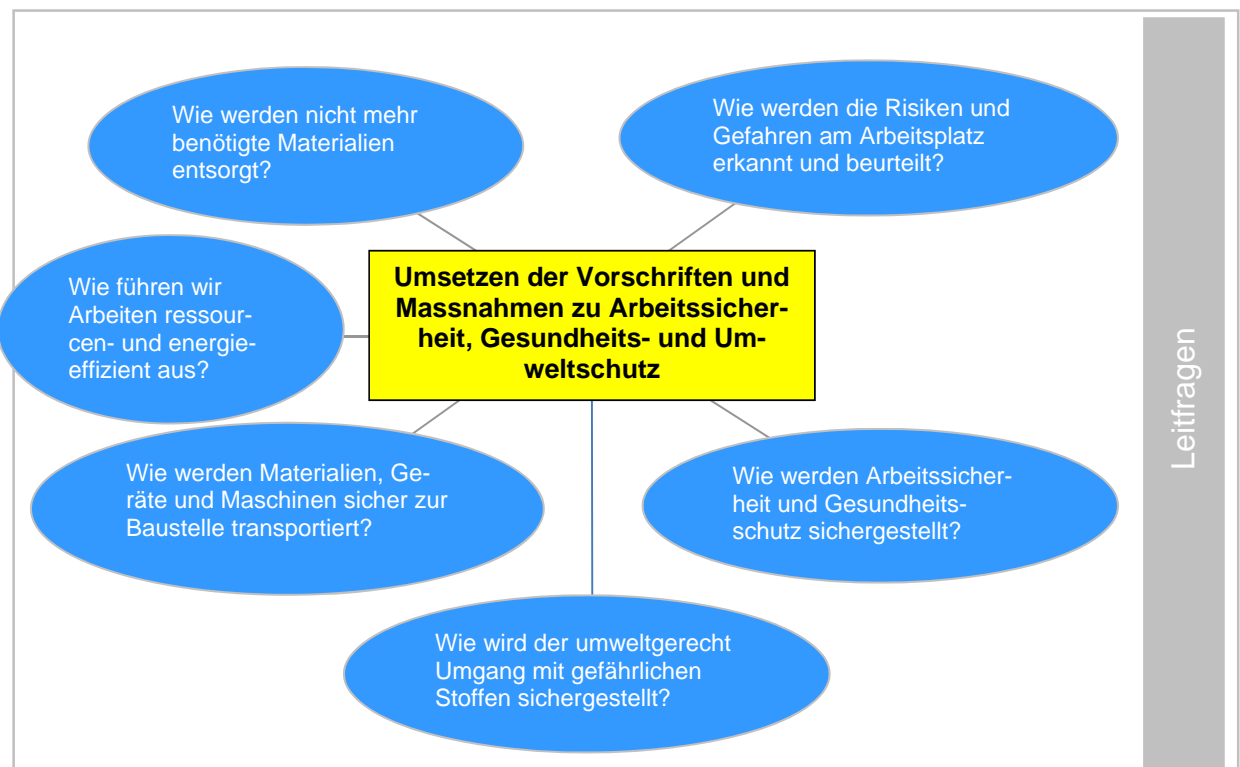 Wie werden nicht mehr
benötigte Materialien
entsorgt?
Wie werden die Risiken und
Gefahren am Arbeitsplatz
erkannt und beurteilt?
Wie führen wir
Arbeiten ressour-
cen- und energie-
effizient aus?
Umsetzen der Vorschriften und
Massnahmen zu Arbeitssicher-
heit, Gesundheits- und Um-
weltschutz
Wie werden Materialien, Ge-
räte und Maschinen sicher zur
Baustelle transportiert?
Wie werden Arbeitssicher-
heit und Gesundheits-
schutz sichergestellt?
Wie wird der umweltgerecht
Umgang mit gefährlichen
Stoffen sichergestellt?
Leitfragen